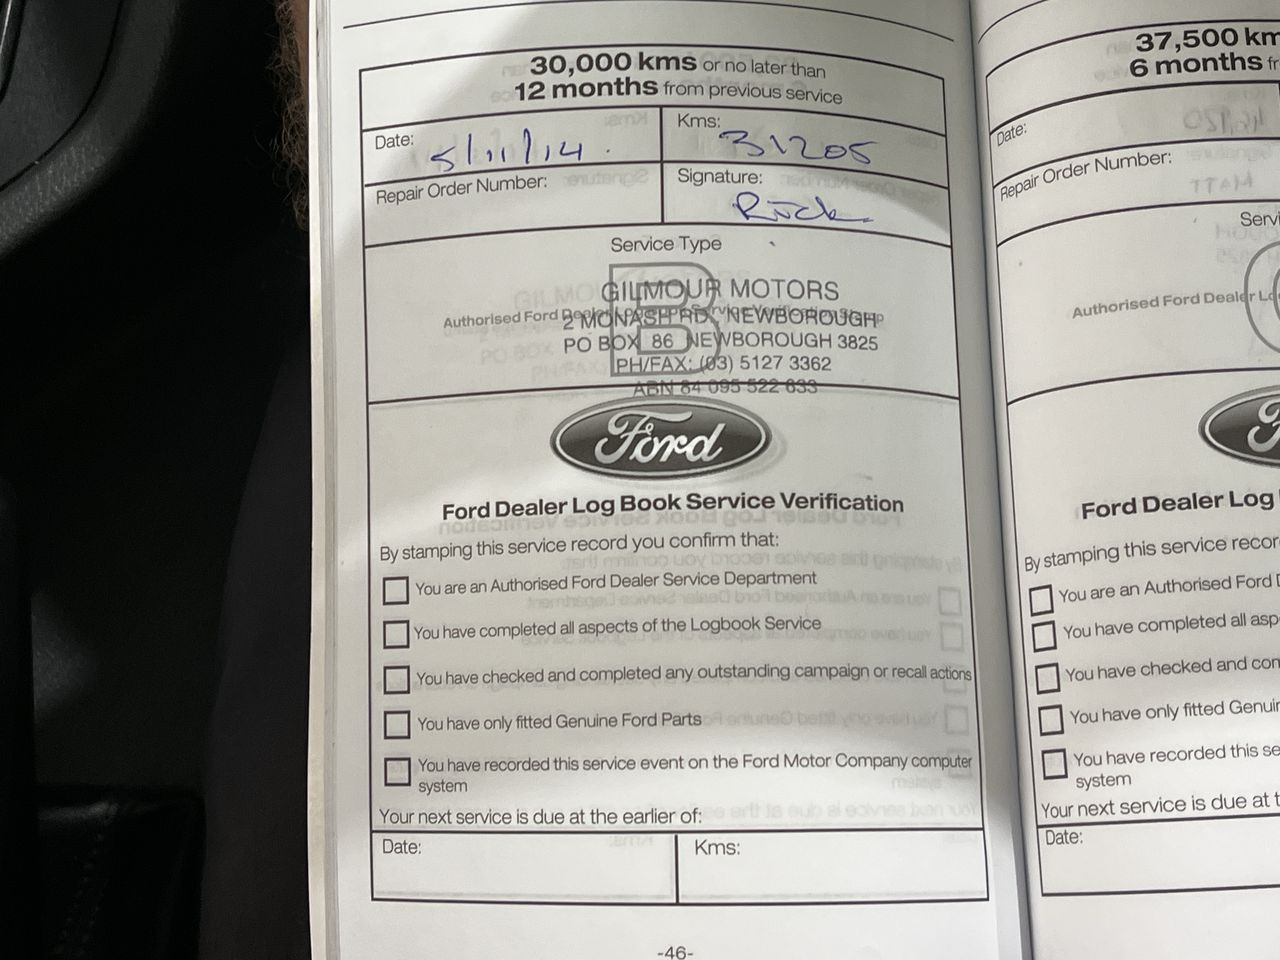 30,000 kms or no later than
12 months from previous service
Date: 5/11/14.
Kms: 31205
Repair Order Number:
Signature: Rick
Service Type
B
GILMOUR MOTORS
Authorised Ford Dealer
2 MONASH RD. NEWBOROUGH
PO BOX 86 NEWBOROUGH 3825
PH/FAX: (03) 5127 3362
ABN 84 095 522 633
Ford
Ford Dealer Log Book Service Verification
By stamping this service record you confirm that:
You are an Authorised Ford Dealer Service Department
You have completed all aspects of the Logbook Service
You have checked and completed any outstanding campaign or recall actions
You have only fitted Genuine Ford Parts
You have recorded this service event on the Ford Motor Company computer
system
Your next service is due at the earlier of:
Date:
Kms:
-46-
37,500 km
6 months fr
Date:
Repair Order Number:
Servi
Authorised Ford Dealer Lo
F
Ford Dealer Log
By stamping this service recor
You are an Authorised Ford D
You have completed all asp
You have checked and com
You have only fitted Genuin
You have recorded this se
system
Your next service is due at t
Date: